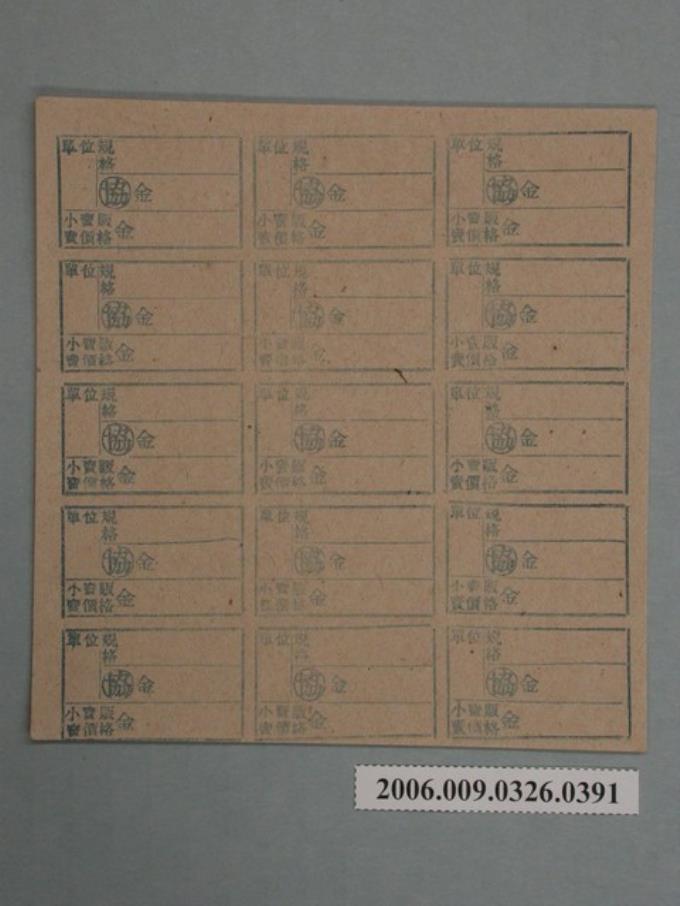 單位 規格
協 金
小賣販
賣價格 金
單位 規格
協 金
小賣販
賣價格 金
單位 規格
協 金
小賣販
賣價格 金
單位 規格
協 金
小賣販
賣價格 金
單位 規格
協 金
小賣販
賣價格 金
單位 規格
協 金
小賣販
賣價格 金
單位 規格
協 金
小賣販
賣價格 金
單位 規格
協 金
小賣販
賣價格 金
單位 規格
協 金
小賣販
賣價格 金
單位 規格
協 金
小賣販
賣價格 金
單位 規格
協 金
小賣販
賣價格 金
單位 規格
協 金
小賣販
賣價格 金
單位 規格
協 金
小賣販
賣價格 金
單位 規格
協 金
小賣販
賣價格 金
單位 規格
協 金
小賣販
賣價格 金
2006.009.0326.0391